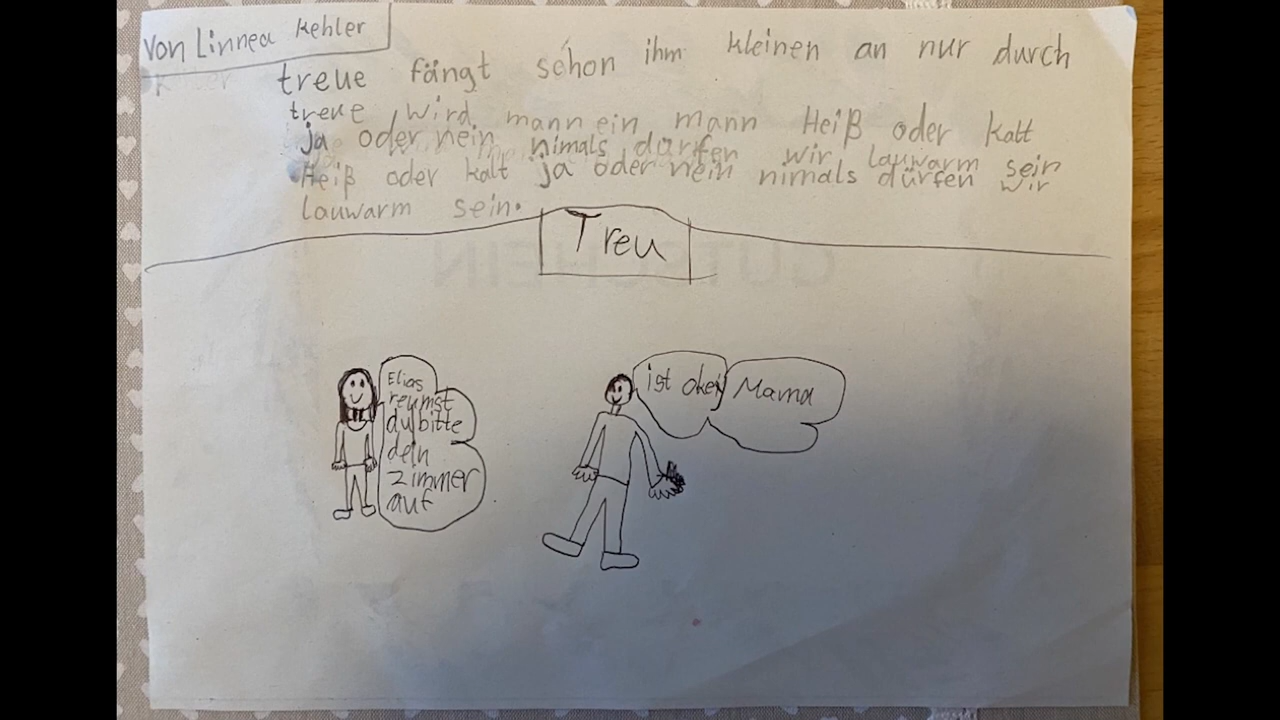 von Linnea Kehler
treue fängt schon ihm kleinen an nur durch
treue wird mann ein mann Heiß oder kalt
ja oder nein nimals dürfen wir lauwarm sein
Heiß oder kalt ja oder nein nimals dürfen wir
lauwarm sein.
Treu
Elias
reumst
du bitte
dein
zimmer
auf
ist okej Mama
GUTSCHEIN